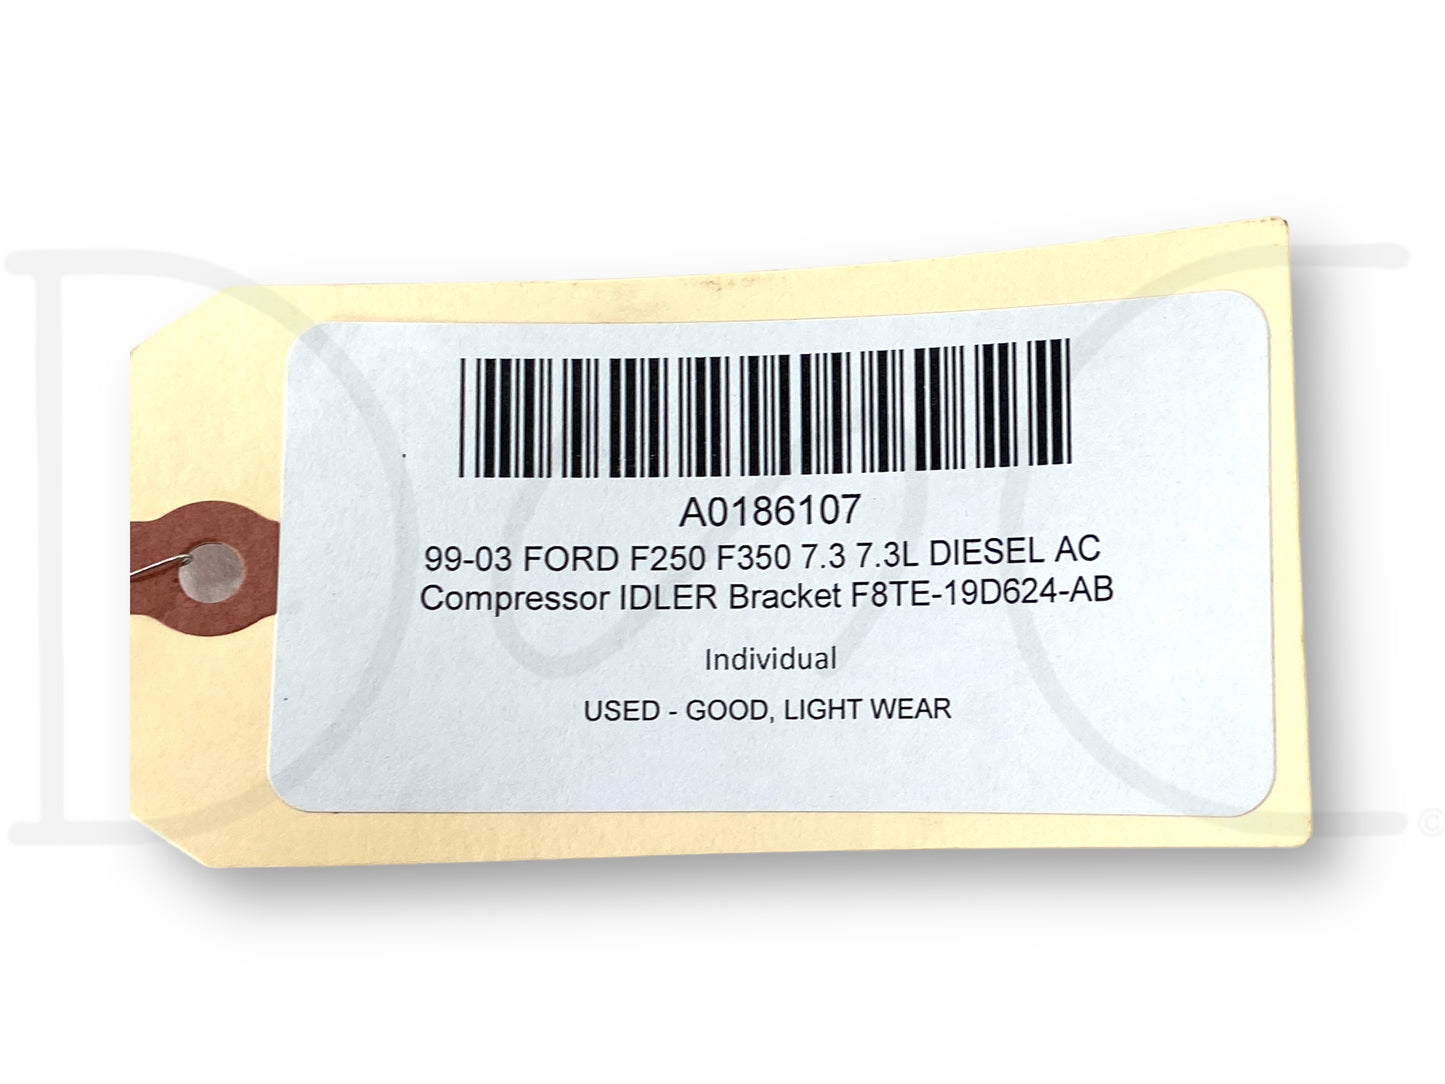 A0186107
99-03 FORD F250 F350 7.3 7.3L DIESEL AC
Compressor IDLER Bracket F8TE-19D624-AB
Individual
USED - GOOD, LIGHT WEAR
©